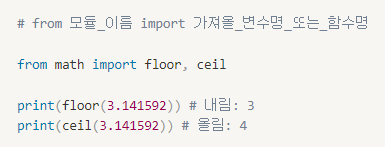 # from 모듈_이름 import 가져올_변수명_또는_함수명
from math import floor, ceil
print(floor(3.141592)) # 내림: 3
print(ceil(3.141592)) # 올림: 4